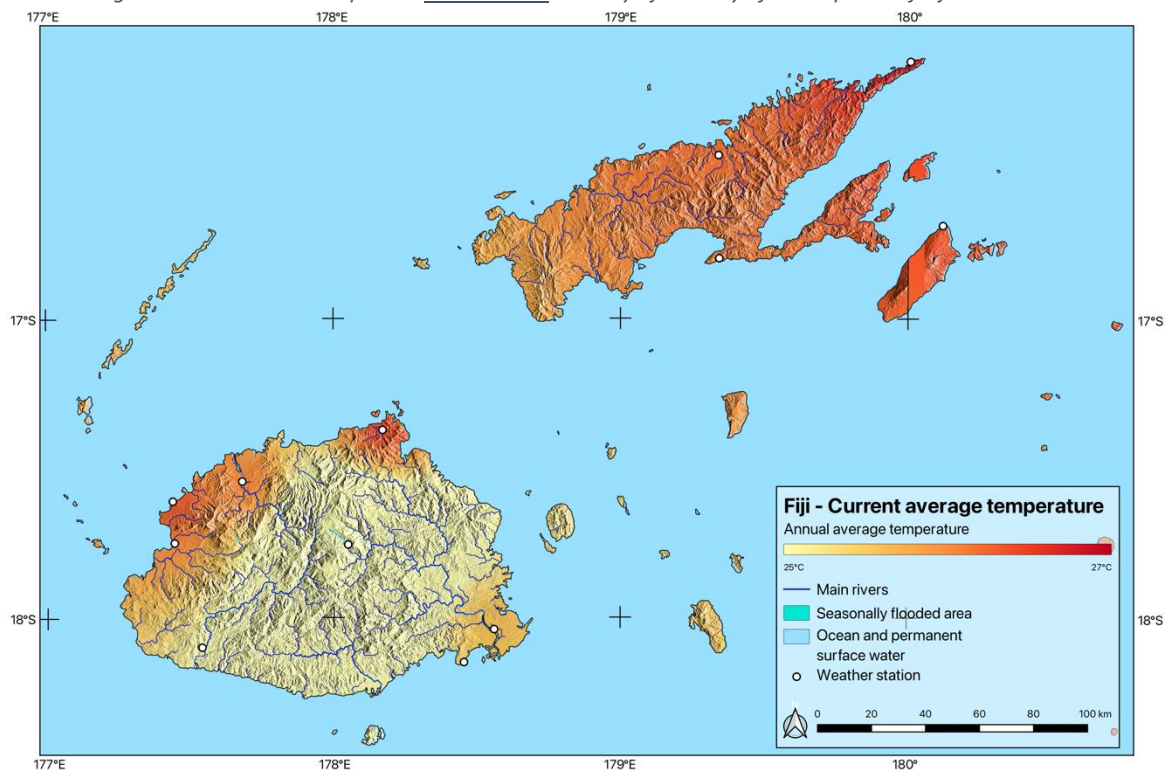 177°E 178°E 179°E 180°
17°S 17°S
18°S 18°S
Fiji - Current average temperature
Annual average temperature
25°C 27°C
Main rivers
Seasonally flooded area
Ocean and permanent
surface water
Weather station
0 20 40 60 80 100 km
177°E 178°E 179°E 180°